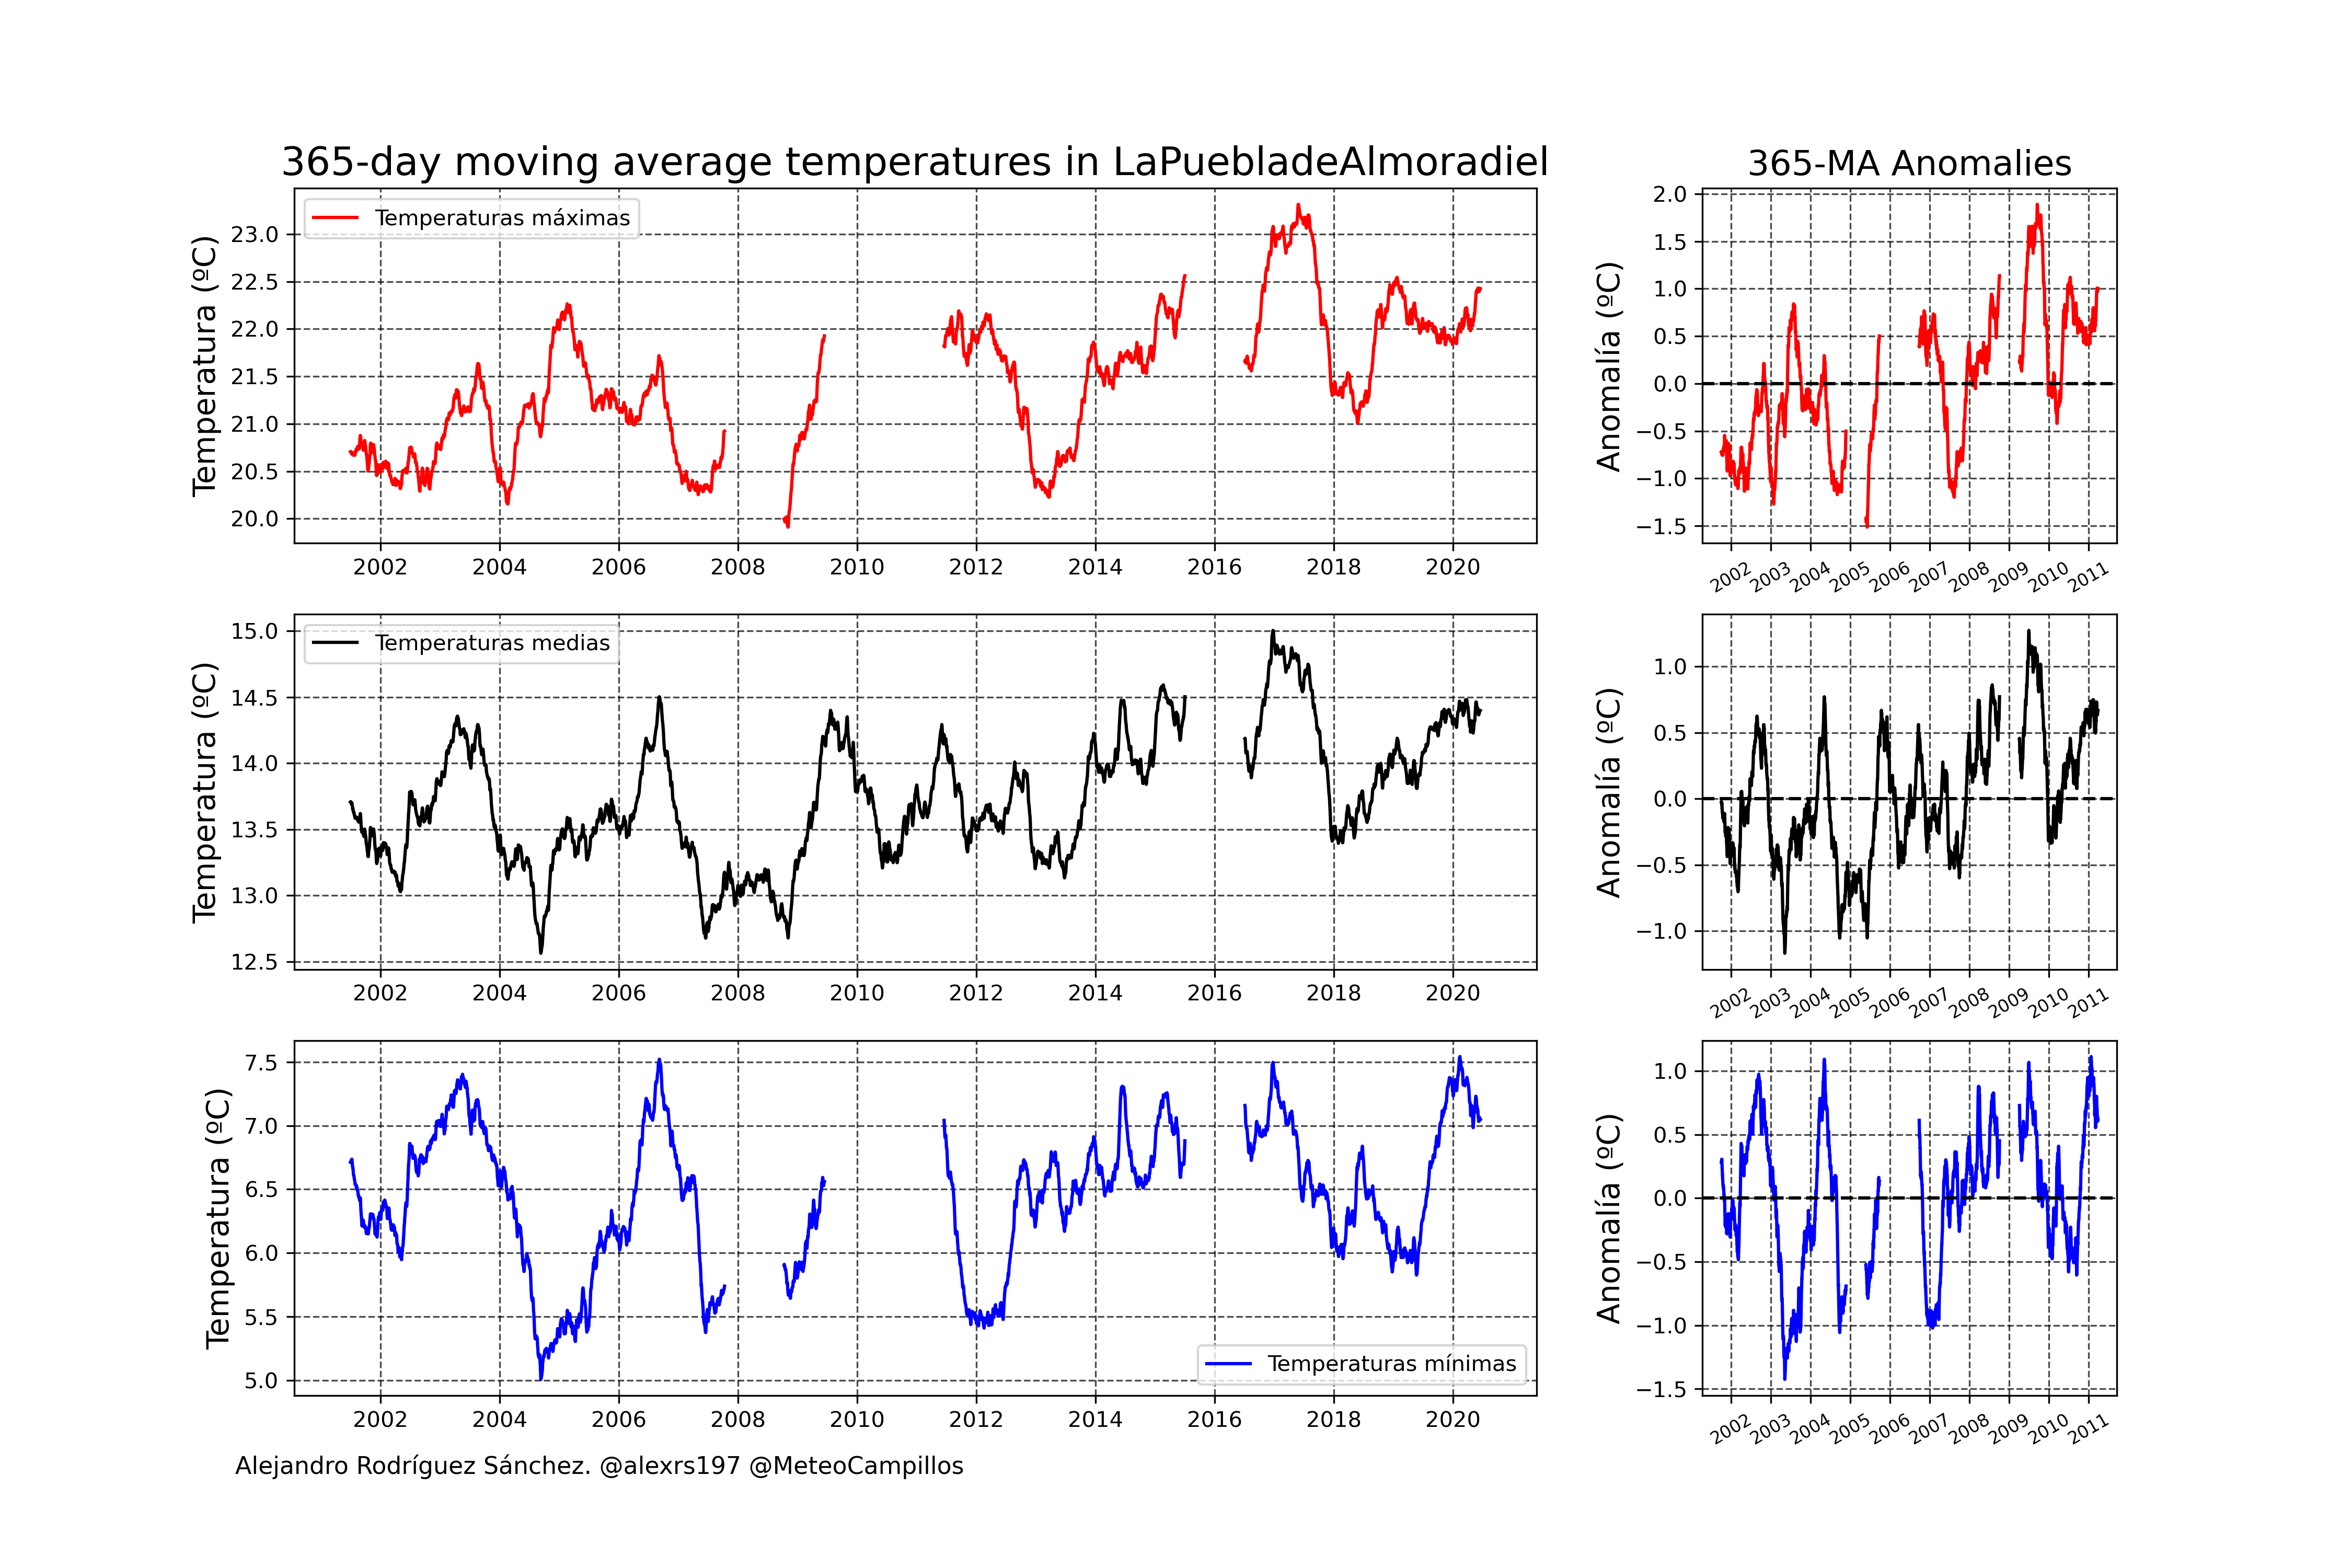 365-day moving average temperatures in LaPuebladeAlmoradiel
Temperaturas máximas
Temperatura (ºC)
23.0
22.5
22.0
21.5
21.0
20.5
20.0
2002 2004 2006 2008 2010 2012 2014 2016 2018 2020
365-MA Anomalies
Anomalía (ºC)
2.0
1.5
1.0
0.5
0.0
−0.5
−1.0
−1.5
2002 2003 2004 2005 2006 2007 2008 2009 2010 2011
Temperaturas medias
Temperatura (ºC)
15.0
14.5
14.0
13.5
13.0
12.5
2002 2004 2006 2008 2010 2012 2014 2016 2018 2020
Anomalía (ºC)
1.0
0.5
0.0
−0.5
−1.0
2002 2003 2004 2005 2006 2007 2008 2009 2010 2011
Temperatura (ºC)
7.5
7.0
6.5
6.0
5.5
5.0
Temperaturas mínimas
2002 2004 2006 2008 2010 2012 2014 2016 2018 2020
Anomalía (ºC)
1.0
0.5
0.0
−0.5
−1.0
−1.5
2002 2003 2004 2005 2006 2007 2008 2009 2010 2011
Alejandro Rodríguez Sánchez. @alexrs197 @MeteoCampillos